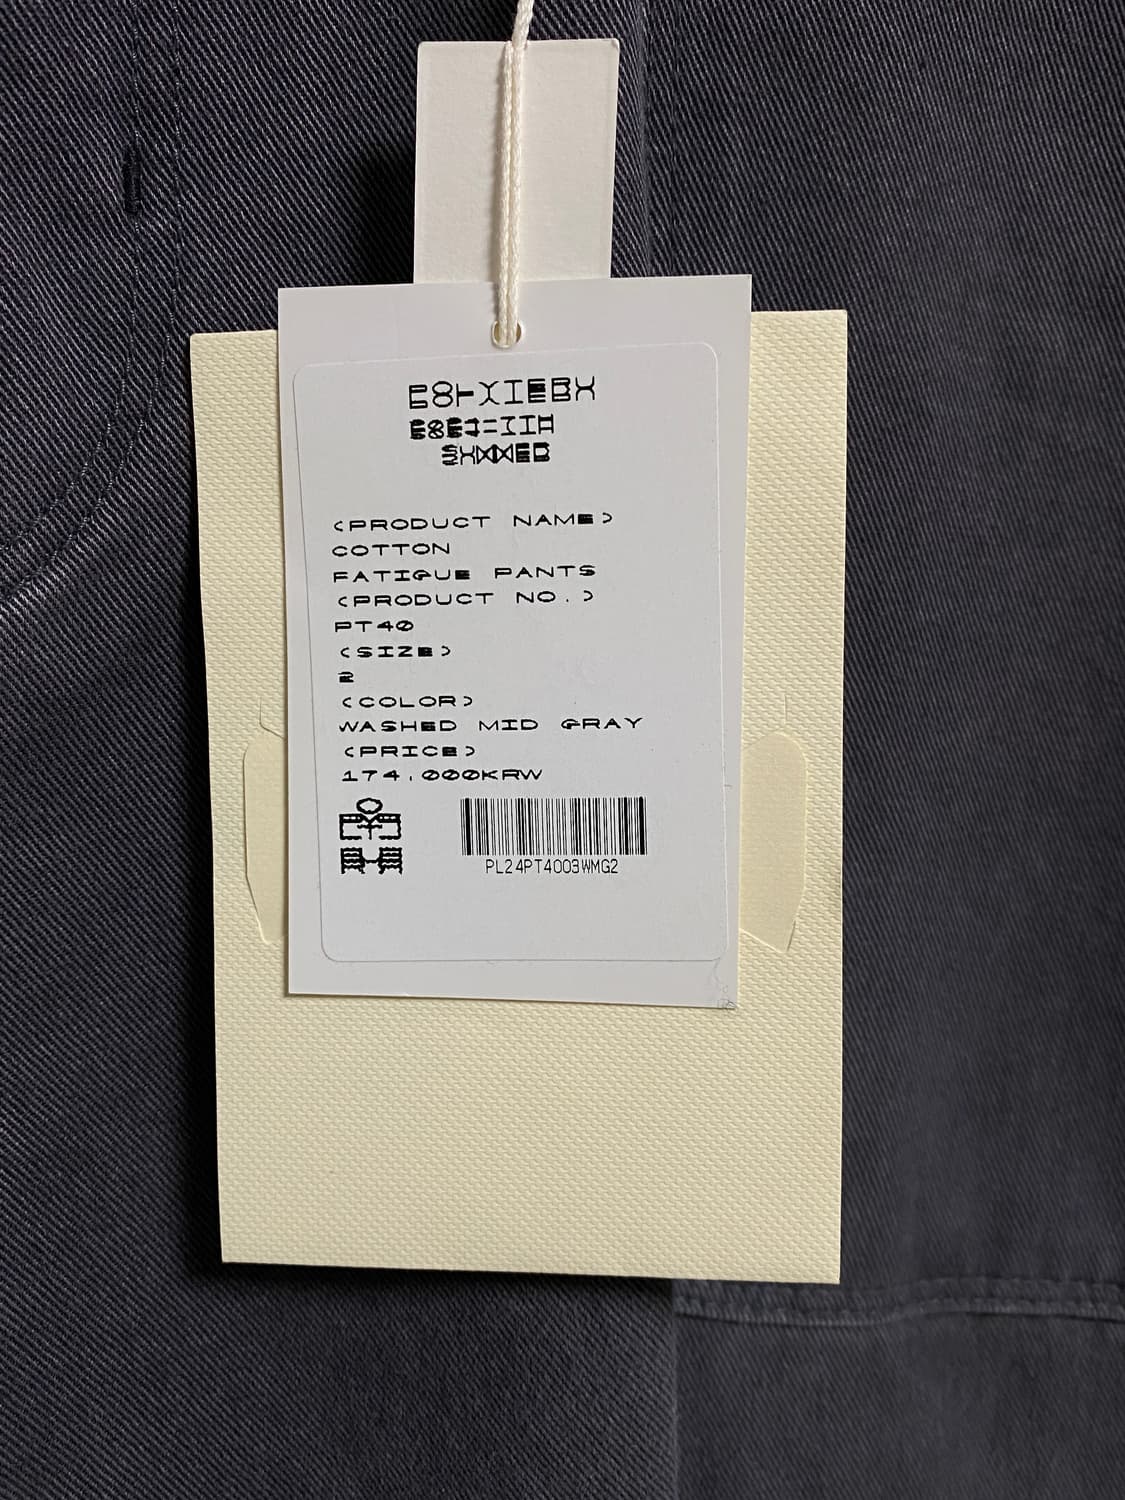 <PRODUCT NAME>
COTTON
FATIGUE PANTS
<PRODUCT NO.>
PT40
<SIZE>
2
<COLOR>
WASHED MID GRAY
<PRICE>
174.000KRW
PL24PT4003WMG2